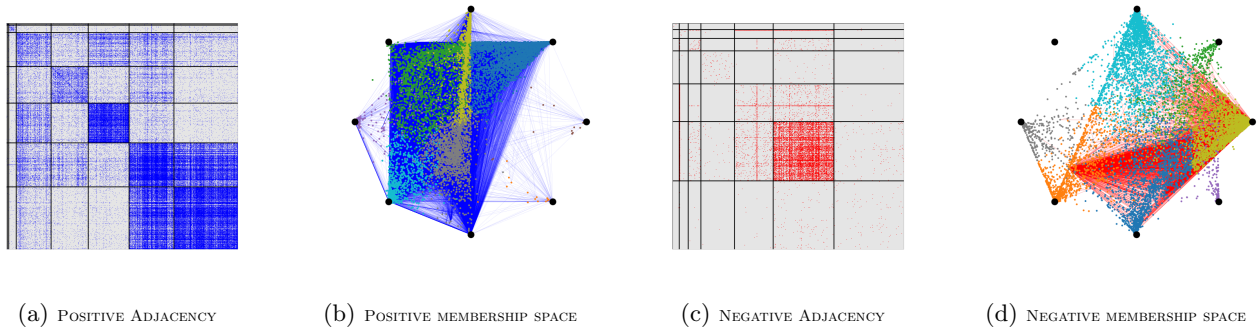 (a) Positive Adjacency
(b) Positive membership space
(c) Negative Adjacency
(d) Negative membership space